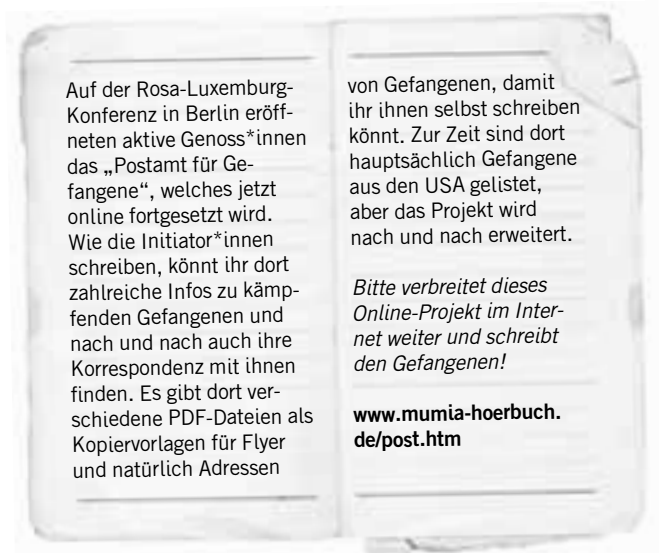 Auf der Rosa-Luxemburg-
Konferenz in Berlin eröff-
neten aktive Genoss*innen
das „Postamt für Ge-
fangene“, welches jetzt
online fortgesetzt wird.
Wie die Initiator*innen
schreiben, könnt ihr dort
zahlreiche Infos zu kämp-
fenden Gefangenen und
nach und nach auch ihre
Korrespondenz mit ihnen
finden. Es gibt dort ver-
schiedene PDF-Dateien als
Kopiervorlagen für Flyer
und natürlich Adressen
von Gefangenen, damit
ihr ihnen selbst schreiben
könnt. Zur Zeit sind dort
hauptsächlich Gefangene
aus den USA gelistet,
aber das Projekt wird
nach und nach erweitert.
Bitte verbreitet dieses
Online-Projekt im Inter-
net weiter und schreibt
den Gefangenen!
www.mumia-hoerbuch.
de/post.htm